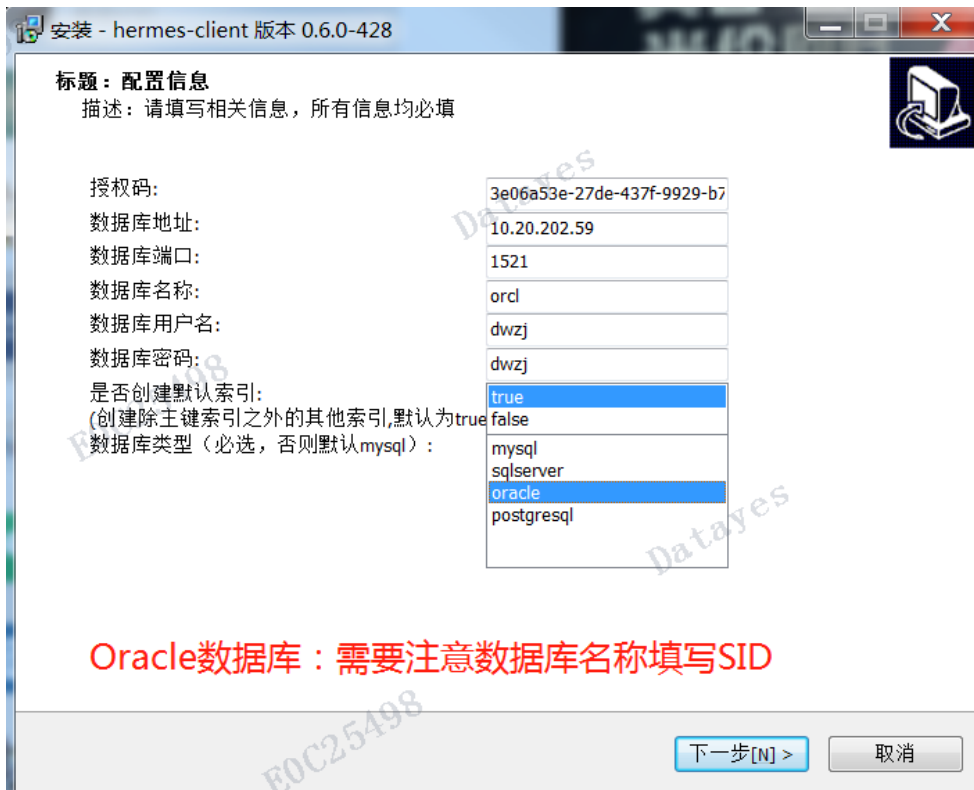 安装 - hermes-client 版本 0.6.0-428
标题：配置信息
描述：请填写相关信息，所有信息均必填
授权码: 3e06a53e-27de-437f-9929-b7
数据库地址: 10.20.202.59
数据库端口: 1521
数据库名称: orcl
数据库用户名: dwzj
数据库密码: dwzj
是否创建默认索引: true
(创建除主键索引之外的其他索引,默认为true false
数据库类型（必选，否则默认mysql）: mysql
sqlserver
oracle
postgresql
Datayes
E0C25498
Datayes
Oracle数据库：需要注意数据库名称填写SID
E0C25498
下一步[N] >
取消